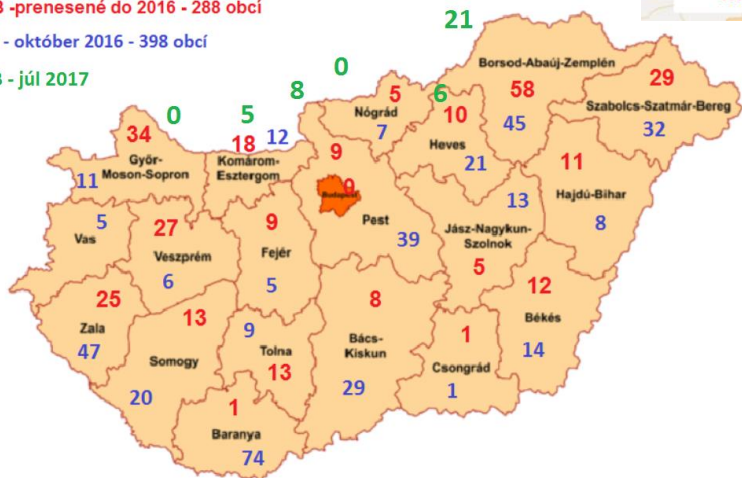 -prenesené do 2016 - 288 obcí
- október 2016 - 398 obcí
- júl 2017
21
0
Borsod-Abaúj-Zemplén
29
8
5
6
58
Szabolcs-Szatmár-Bereg
0
5
Nógrád
10
34
18
12
7
Heves
45
32
Győr-
Moson-Sopron
Komárom-
Esztergom
9
21
11
11
0
Budapest
13
Hajdú-Bihar
5
27
9
Pest
8
Vas
Veszprém
Fejér
39
Jász-Nagykun-
Szolnok
6
5
5
12
25
13
8
Zala
9
1
Békés
47
Somogy
Tolna
Bács-
Kiskun
14
13
Csongrád
20
29
1
1
Baranya
74